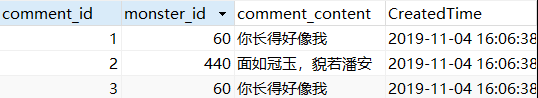 comment_id monster_id comment_content CreatedTime
1 60 你长得好像我 2019-11-04 16:06:38
2 440 面如冠玉，貌若潘安 2019-11-04 16:06:38
3 60 你长得好像我 2019-11-04 16:06:38